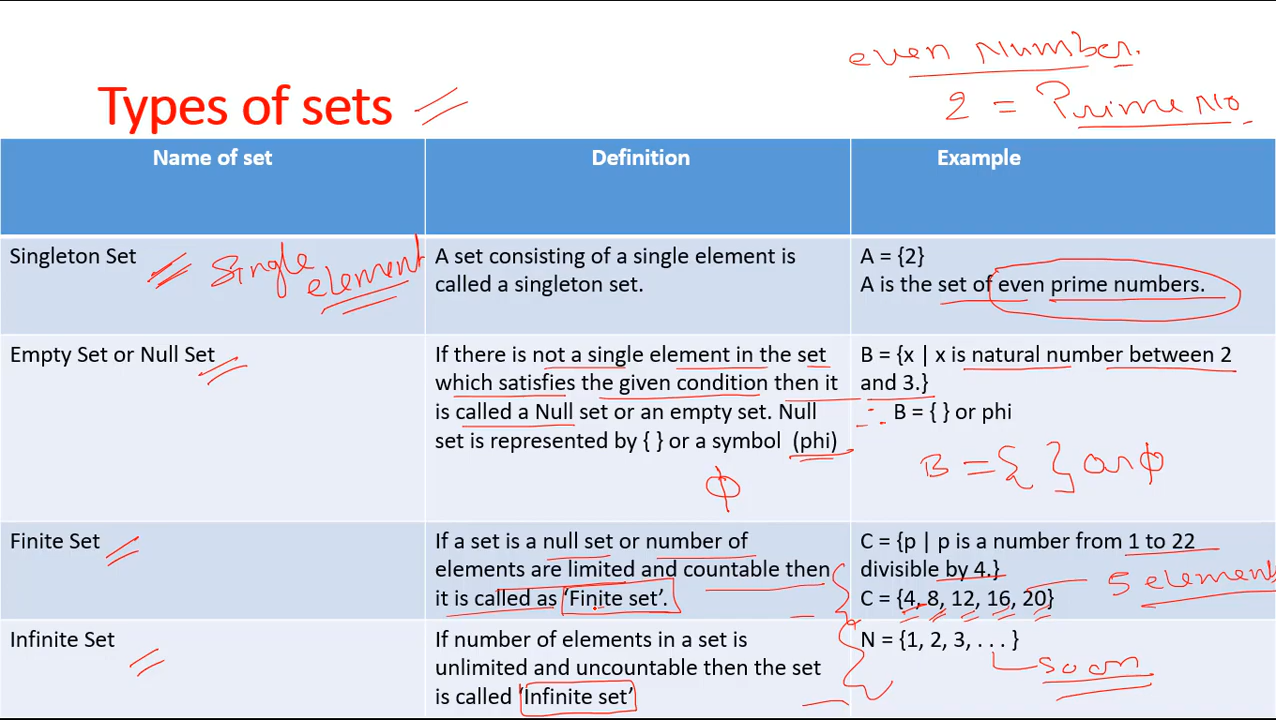 even Number.
2 = Prime No
Types of sets
Name of set
Definition
Example
Singleton Set
single element
A set consisting of a single element is
called a singleton set.
A = {2}
A is the set of even prime numbers.
Empty Set or Null Set
If there is not a single element in the set
which satisfies the given condition then it
is called a Null set or an empty set. Null
set is represented by { } or a symbol (phi)
ϕ
B = {x | x is natural number between 2
and 3.}
∴ B = { } or phi
B = { } or ϕ
Finite Set
If a set is a null set or number of
elements are limited and countable then
it is called as ‘Finite set’.
C = {p | p is a number from 1 to 22
divisible by 4.}
C = {4, 8, 12, 16, 20}
5 element
Infinite Set
If number of elements in a set is
unlimited and uncountable then the set
is called ‘Infinite set’
N = {1, 2, 3, . . . }
so on